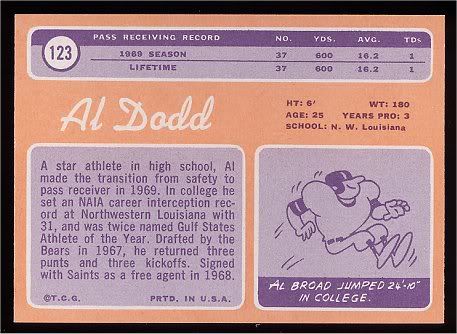 123
PASS RECEIVING RECORD NO. YDS. AVG. TDS
1969 SEASON 37 600 16.2 1
LIFETIME 37 600 16.2 1
Al Dodd
HT: 6' WT: 180
AGE: 25 YEARS PRO: 3
SCHOOL: N. W. Louisiana
A star athlete in high school, Al
made the transition from safety to
pass receiver in 1969. In college he
set an NAIA career interception rec-
ord at Northwestern Louisiana with
31, and was twice named Gulf States
Athlete of the Year. Drafted by the
Bears in 1967, he returned three
punts and three kickoffs. Signed
with Saints as a free agent in 1968.
©T.C.G. PRTD. IN U.S.A.
AL BROAD JUMPED 24'-10"
IN COLLEGE.